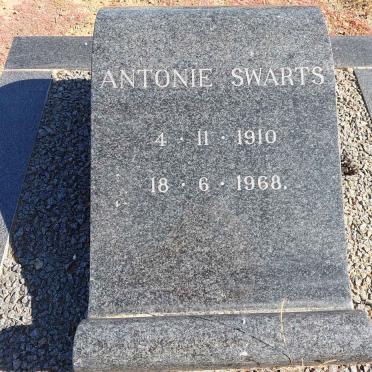 ANTONIE SWARTS
4 · 11 · 1910
18 · 6 · 1968.